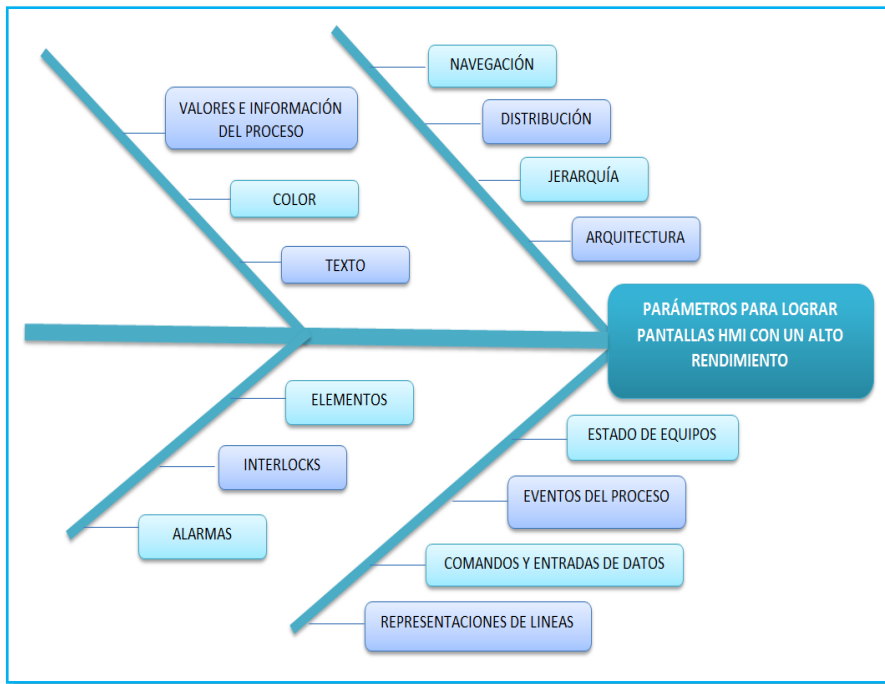 NAVEGACIÓN
VALORES E INFORMACIÓN
DEL PROCESO
DISTRIBUCIÓN
JERARQUÍA
COLOR
ARQUITECTURA
TEXTO
PARÁMETROS PARA LOGRAR
PANTALLAS HMI CON UN ALTO
RENDIMIENTO
ELEMENTOS
ESTADO DE EQUIPOS
INTERLOCKS
EVENTOS DEL PROCESO
ALARMAS
COMANDOS Y ENTRADAS DE DATOS
REPRESENTACIONES DE LINEAS